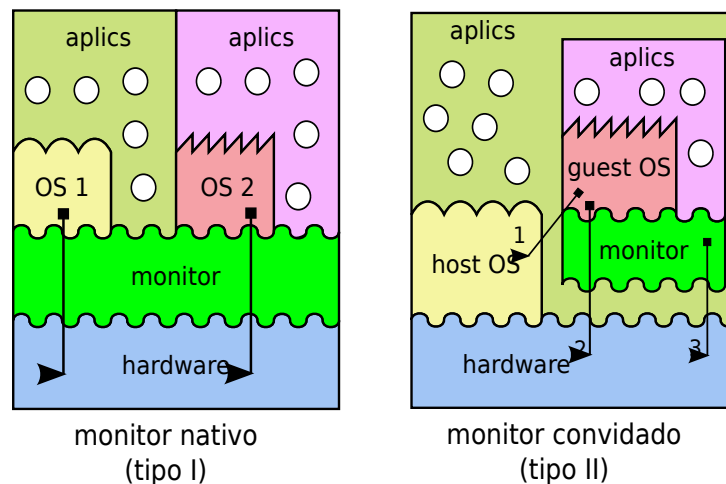 aplics
aplics
OS 1
OS 2
monitor
hardware
monitor nativo
(tipo I)
aplics
aplics
guest OS
1
host OS
monitor
hardware
2
3
monitor convidado
(tipo II)